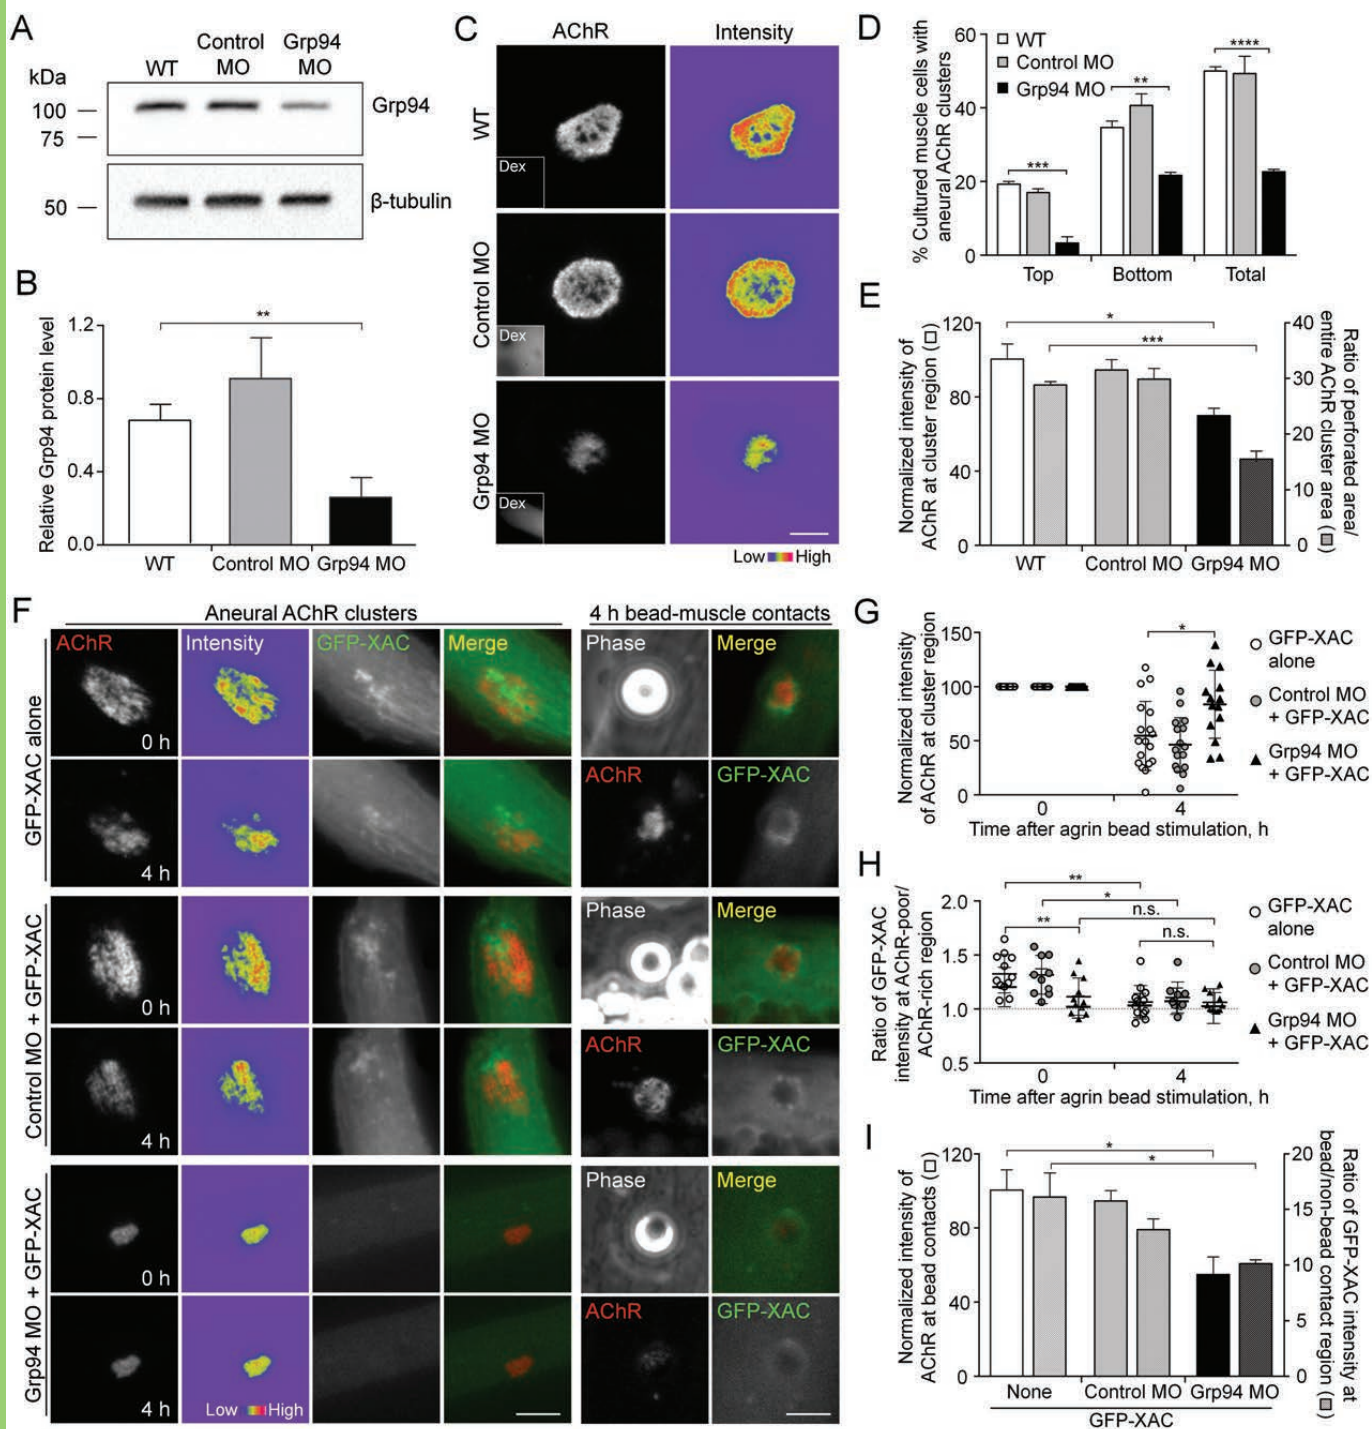 A
kDa
WT
Control
MO
Grp94
MO
100
75
50
Grp94
β-tubulin
B
Relative Grp94 protein level
1.2
0.8
0.4
0.0
**
WT
Control MO
Grp94 MO
C
AChR
Intensity
WT
Dex
Control MO
Dex
Grp94 MO
Dex
Low
High
D
% Cultured muscle cells with
aneural AChR clusters
60
40
20
0
WT
Control MO
Grp94 MO
***
**
****
Top
Bottom
Total
E
Normalized intensity of
AChR at cluster region (□)
120
80
40
0
*
***
40
30
20
10
0
Ratio of perforated area/
entire AChR cluster area (■)
WT
Control MO
Grp94 MO
F
Aneural AChR clusters
4 h bead-muscle contacts
GFP-XAC alone
AChR
Intensity
GFP-XAC
Merge
Phase
Merge
0 h
AChR
GFP-XAC
4 h
Control MO + GFP-XAC
Phase
Merge
0 h
AChR
GFP-XAC
4 h
Grp94 MO + GFP-XAC
Phase
Merge
0 h
AChR
GFP-XAC
4 h
Low
High
G
Normalized intensity
of AChR at cluster region
150
100
50
0
*
0
4
Time after agrin bead stimulation, h
GFP-XAC
alone
Control MO
+ GFP-XAC
Grp94 MO
+ GFP-XAC
H
Ratio of GFP-XAC
intensity at AChR-poor/
AChR-rich region
2.0
1.5
1.0
0.5
**
*
**
n.s.
n.s.
0
4
Time after agrin bead stimulation, h
GFP-XAC
alone
Control MO
+ GFP-XAC
Grp94 MO
+ GFP-XAC
I
Normalized intensity of
AChR at bead contacts (□)
120
80
40
0
*
*
20
15
10
5
0
Ratio of GFP-XAC intensity at
bead/non-bead contact region (■)
None
Control MO
Grp94 MO
GFP-XAC